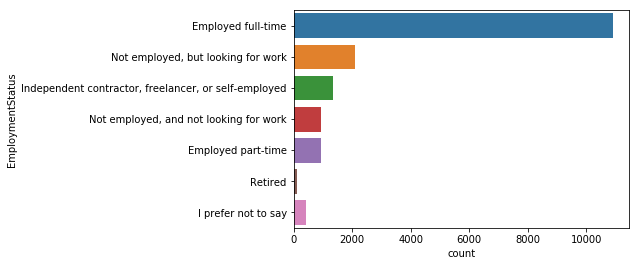 Employed full-time
Not employed, but looking for work
Independent contractor, freelancer, or self-employed
Not employed, and not looking for work
Employed part-time
Retired
I prefer not to say
EmploymentStatus
0 2000 4000 6000 8000 10000
count